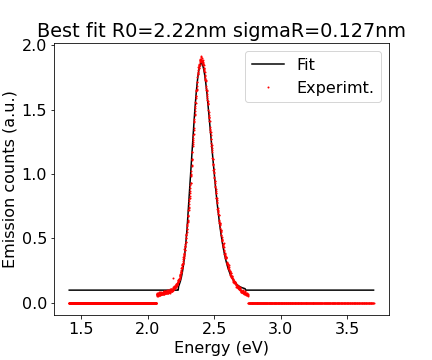 Best fit R0=2.22nm sigmaR=0.127nm
2.0
1.5
1.0
0.5
0.0
Emission counts (a.u.)
Fit
Experimt.
1.5 2.0 2.5 3.0 3.5
Energy (eV)